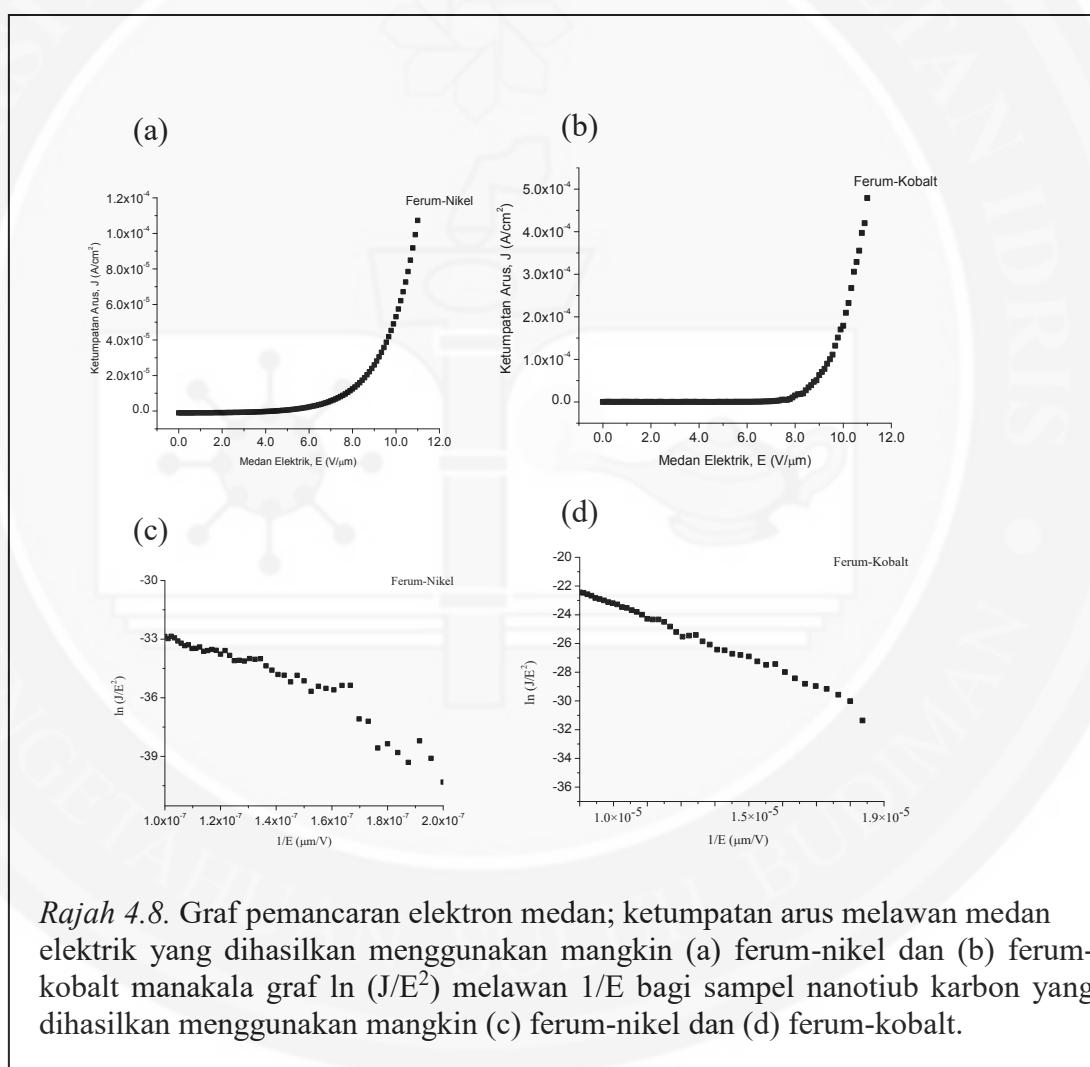 (a)
Ferum-Nikel
Ketumpatan Arus, J (A/cm²)
1.2x10⁻⁴
1.0x10⁻⁴
8.0x10⁻⁵
6.0x10⁻⁵
4.0x10⁻⁵
2.0x10⁻⁵
0.0
0.0 2.0 4.0 6.0 8.0 10.0 12.0
Medan Elektrik, E (V/μm)
(b)
Ferum-Kobalt
Ketumpatan Arus, J (A/cm²)
5.0x10⁻⁴
4.0x10⁻⁴
3.0x10⁻⁴
2.0x10⁻⁴
1.0x10⁻⁴
0.0
0.0 2.0 4.0 6.0 8.0 10.0 12.0
Medan Elektrik, E (V/μm)
(c)
Ferum-Nikel
ln (J/E²)
-30
-33
-36
-39
1.0x10⁻⁷ 1.2x10⁻⁷ 1.4x10⁻⁷ 1.6x10⁻⁷ 1.8x10⁻⁷ 2.0x10⁻⁷
1/E (μm/V)
(d)
Ferum-Kobalt
ln (J/E²)
-20
-22
-24
-26
-28
-30
-32
-34
-36
1.0×10⁻⁵ 1.5×10⁻⁵ 1.9×10⁻⁵
1/E (μm/V)
Rajah 4.8. Graf pemancaran elektron medan; ketumpatan arus melawan medan
elektrik yang dihasilkan menggunakan mangkin (a) ferum-nikel dan (b) ferum-
kobalt manakala graf ln (J/E²) melawan 1/E bagi sampel nanotiub karbon yang
dihasilkan menggunakan mangkin (c) ferum-nikel dan (d) ferum-kobalt.